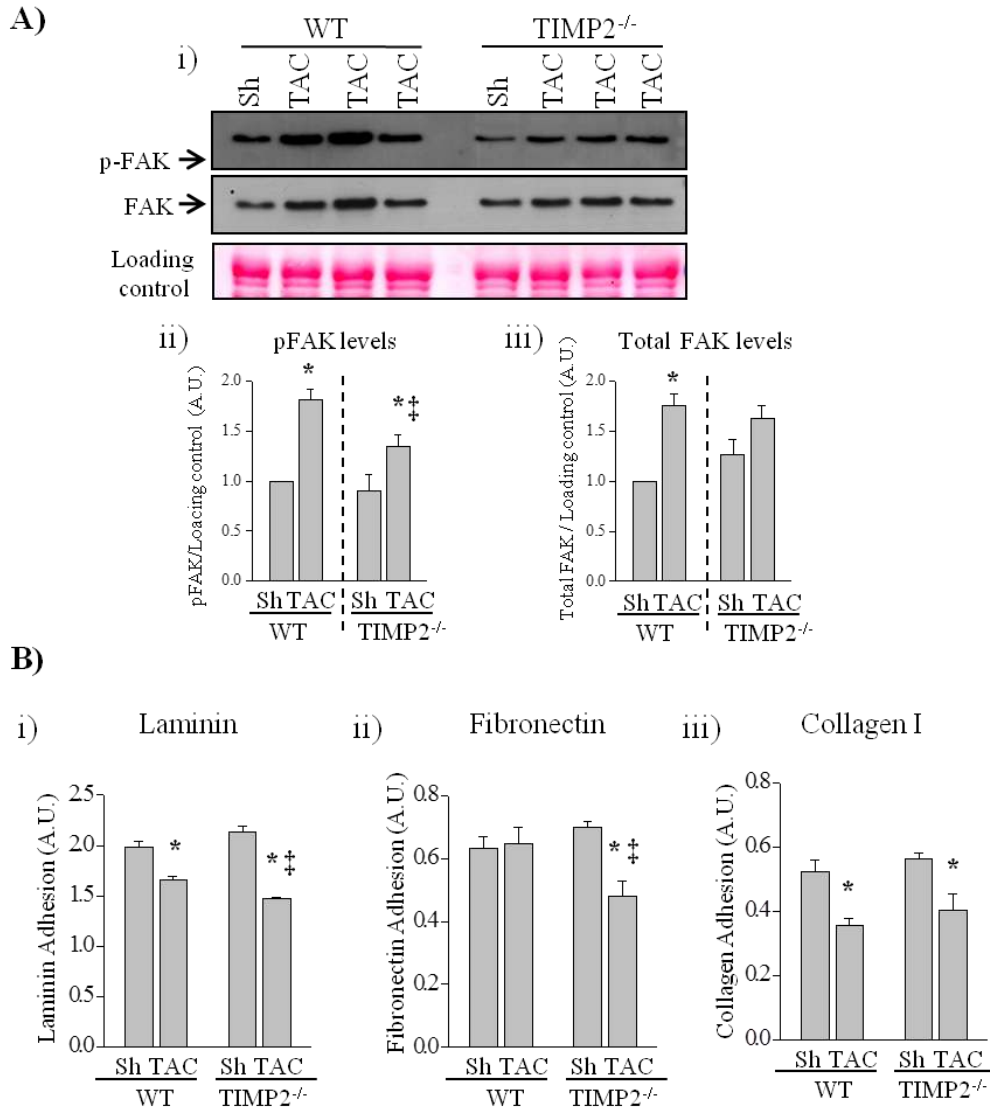 A)
WT TIMP2-/-
i)
Sh TAC TAC TAC Sh TAC TAC TAC
p-FAK
FAK
Loading
control
ii) pFAK levels
pFAK/Loacing control (A.U.)
2.0
1.5
1.0
0.5
0.0
* *‡
Sh TAC Sh TAC
WT TIMP2-/-
iii) Total FAK levels
Total FAK / Loading control (A.U.)
2.0
1.5
1.0
0.5
0.0
*
Sh TAC Sh TAC
WT TIMP2-/-
B)
i) Laminin
Laminin Adhesion (A.U.)
2.5
2.0
1.5
1.0
0.5
0.0
* *‡
Sh TAC Sh TAC
WT TIMP2-/-
ii) Fibronectin
Fibronectin Adhesion (A.U.)
0.8
0.6
0.4
0.2
0.0
*‡
Sh TAC Sh TAC
WT TIMP2-/-
iii) Collagen I
Collagen Adhesion (A.U.)
0.8
0.6
0.4
0.2
0.0
* *
Sh TAC Sh TAC
WT TIMP2-/-